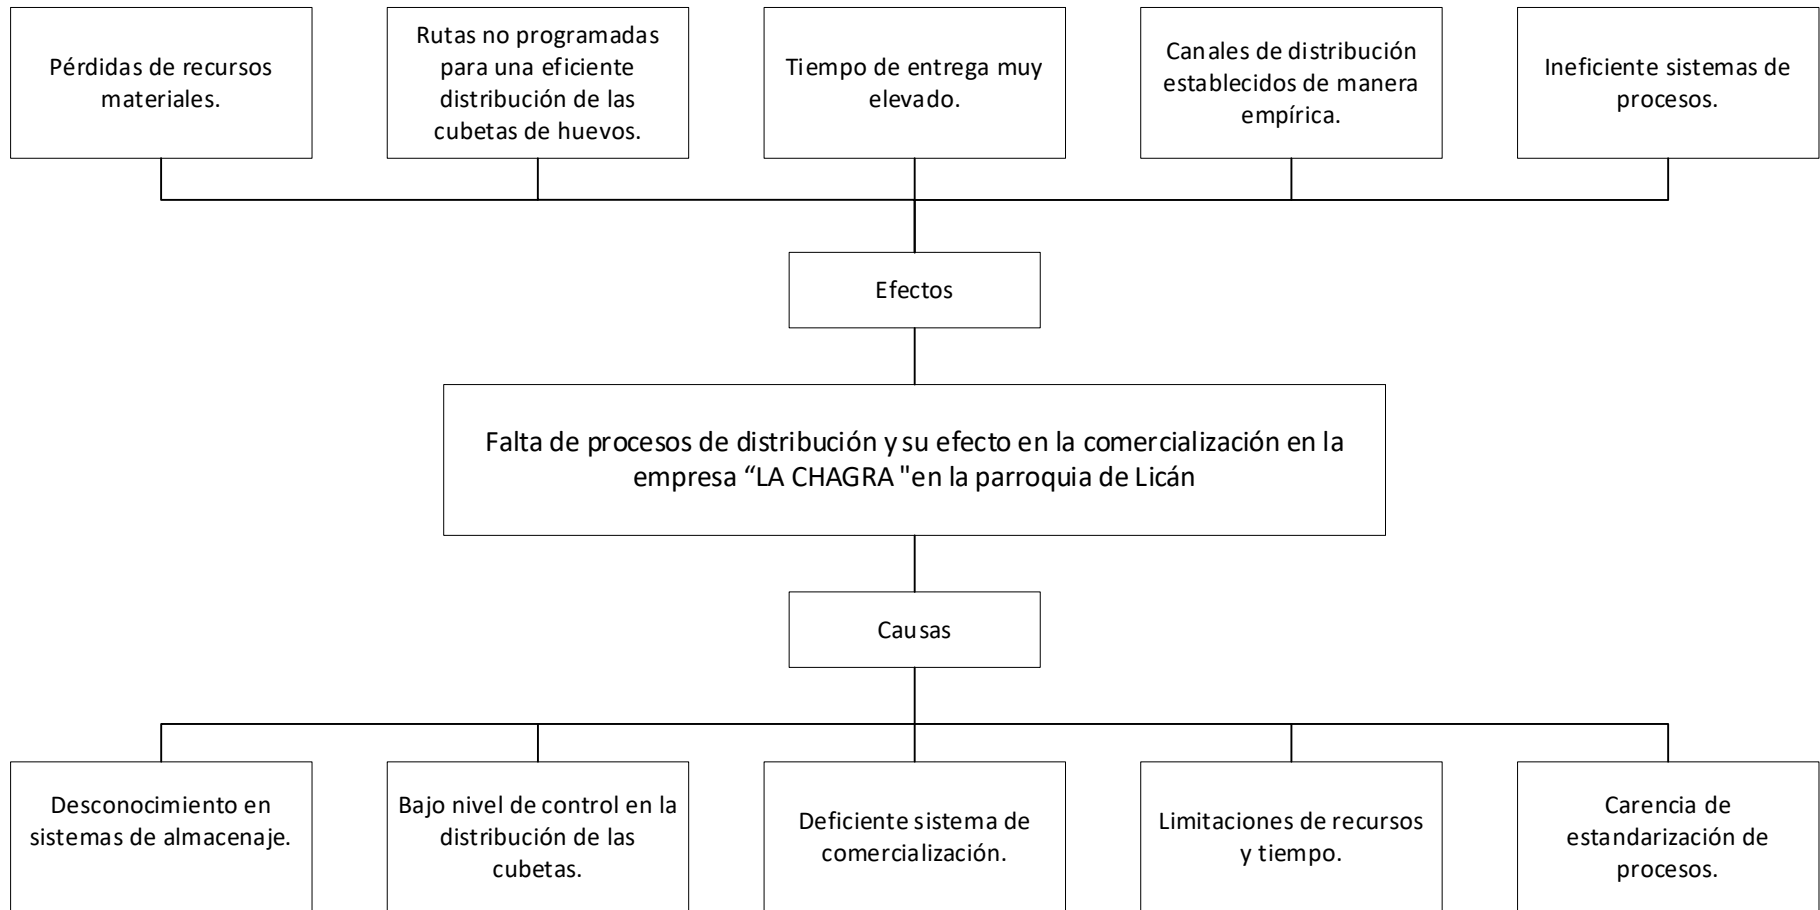 Pérdidas de recursos
materiales.
Rutas no programadas
para una eficiente
distribución de las
cubetas de huevos.
Tiempo de entrega muy
elevado.
Canales de distribución
establecidos de manera
empírica.
Ineficiente sistemas de
procesos.
Efectos
Falta de procesos de distribución y su efecto en la comercialización en la
empresa “LA CHAGRA "en la parroquia de Licán
Causas
Desconocimiento en
sistemas de almacenaje.
Bajo nivel de control en la
distribución de las
cubetas.
Deficiente sistema de
comercialización.
Limitaciones de recursos
y tiempo.
Carencia de
estandarización de
procesos.